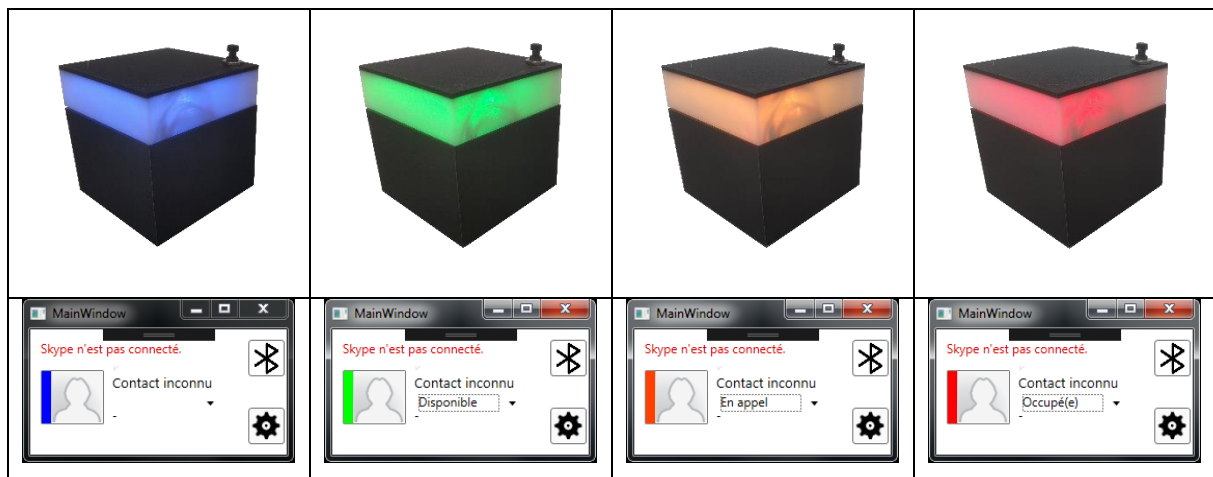 MainWindow
Skype n'est pas connecté.
Contact inconnu
-
MainWindow
Skype n'est pas connecté.
Contact inconnu
Disponible
-
MainWindow
Skype n'est pas connecté.
Contact inconnu
En appel
-
MainWindow
Skype n'est pas connecté.
Contact inconnu
Occupé(e)
-